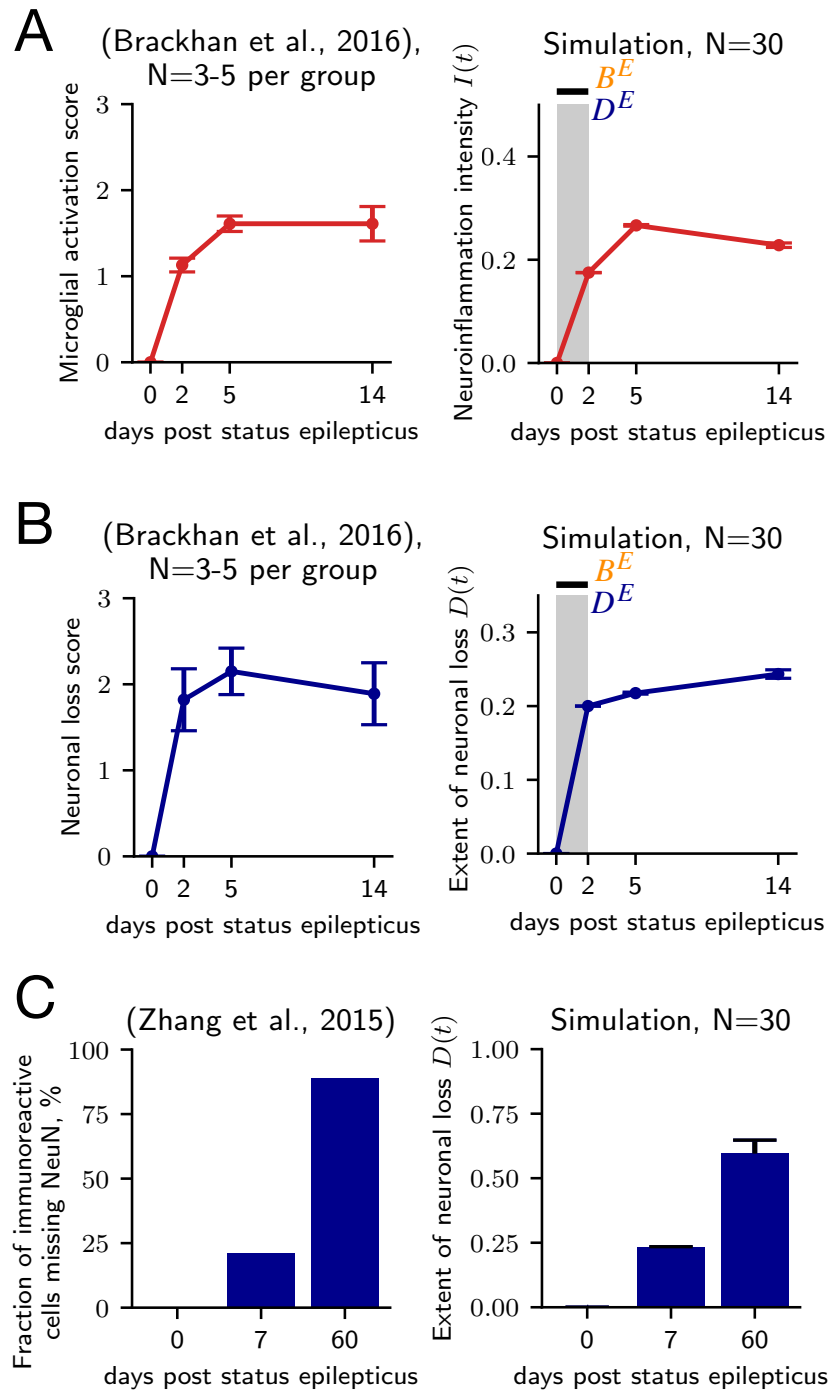 A
(Brackhan et al., 2016),
N=3-5 per group
Microglial activation score
3
2
1
0
0 2 5 14
days post status epilepticus
Simulation, N=30
B^E
D^E
Neuroinflammation intensity I(t)
0.4
0.2
0.0
0 2 5 14
days post status epilepticus
B
(Brackhan et al., 2016),
N=3-5 per group
Neuronal loss score
3
2
1
0
0 2 5 14
days post status epilepticus
Simulation, N=30
B^E
D^E
Extent of neuronal loss D(t)
0.3
0.2
0.1
0.0
0 2 5 14
days post status epilepticus
C
(Zhang et al., 2015)
Fraction of immunoreactive
cells missing NeuN, %
100
75
50
25
0
0 7 60
days post status epilepticus
Simulation, N=30
Extent of neuronal loss D(t)
1.00
0.75
0.50
0.25
0.00
0 7 60
days post status epilepticus